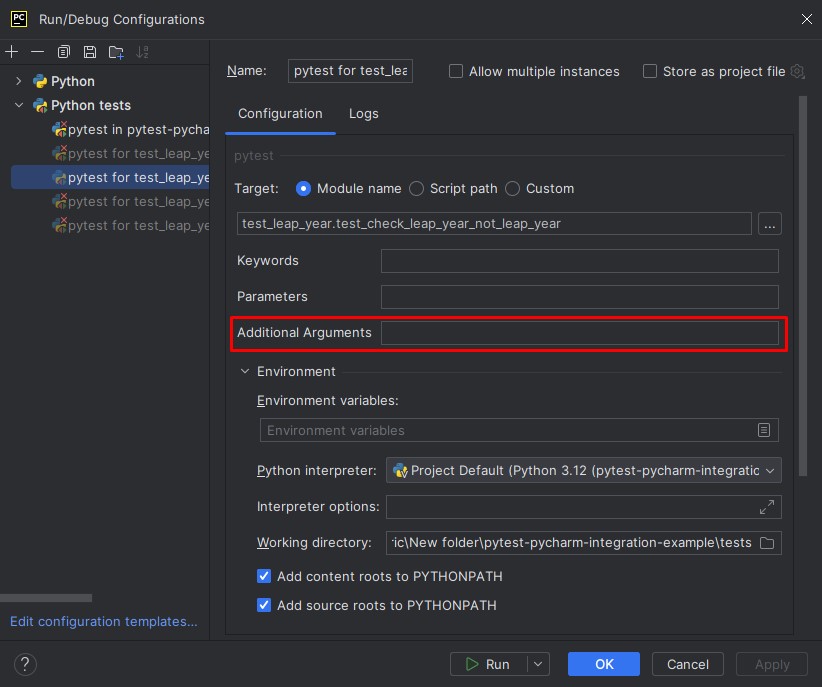 PC Run/Debug Configurations
Name: pytest for test_lea Allow multiple instances Store as project file
Python
Python tests
pytest in pytest-pycha
pytest for test_leap_ye
pytest for test_leap_ye
pytest for test_leap_ye
pytest for test_leap_ye
Edit configuration templates...
Configuration Logs
pytest
Target: Module name Script path Custom
test_leap_year.test_check_leap_year_not_leap_year ...
Keywords
Parameters
Additional Arguments
Environment
Environment variables:
Environment variables
Python interpreter: Project Default (Python 3.12 (pytest-pycharm-integratic
Interpreter options:
Working directory: ic\New folder\pytest-pycharm-integration-example\tests
Add content roots to PYTHONPATH
Add source roots to PYTHONPATH
? Run OK Cancel Apply